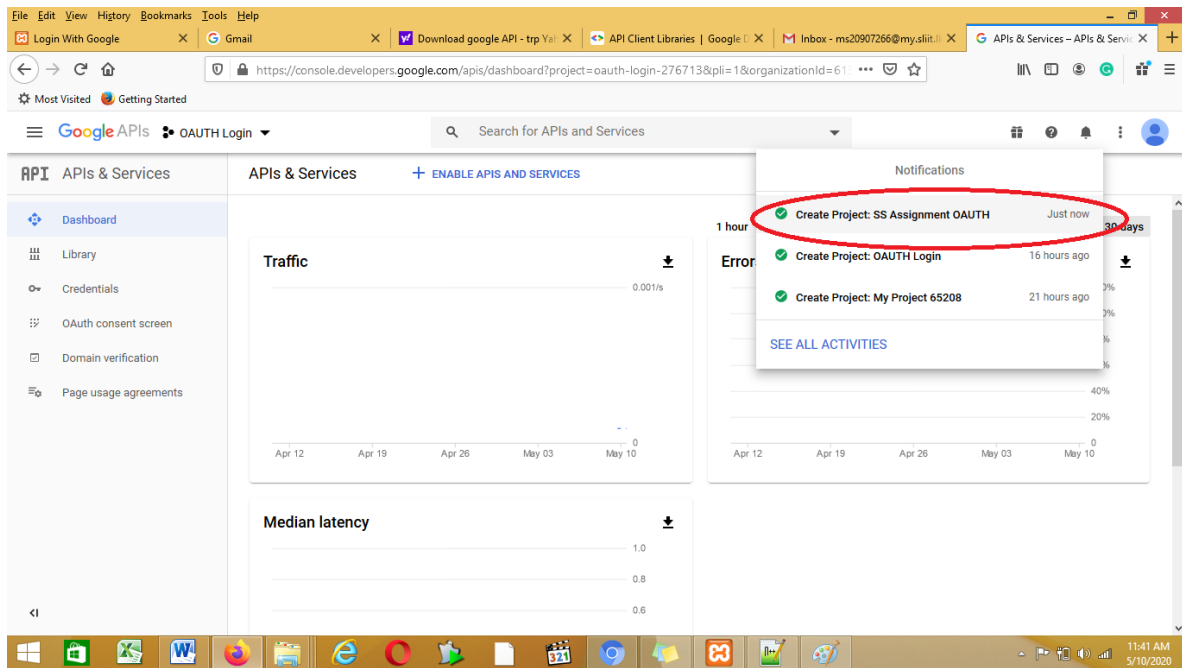 File Edit View History Bookmarks Tools Help
Login With Google
Gmail
Download google API - trp Yah
API Client Libraries | Google D
Inbox - ms20907266@my.sliit.l
APIs & Services – APIs & Servic
https://console.developers.google.com/apis/dashboard?project=oauth-login-276713&pli=1&organizationId=61
Most Visited Getting Started
Google APIs OAUTH Login Search for APIs and Services
API APIs & Services
APIs & Services + ENABLE APIS AND SERVICES
Notifications
Create Project: SS Assignment OAUTH Just now
Create Project: OAUTH Login 16 hours ago
Create Project: My Project 65208 21 hours ago
SEE ALL ACTIVITIES
Dashboard
Library
Credentials
OAuth consent screen
Domain verification
Page usage agreements
1 hour 30 days
Traffic
0.001/s
0
Apr 12 Apr 19 Apr 26 May 03 May 10
Error
0%
0%
%
%
40%
20%
0
Apr 12 Apr 19 Apr 26 May 03 May 10
Median latency
1.0
0.8
0.6
321
11:41 AM
5/10/2020